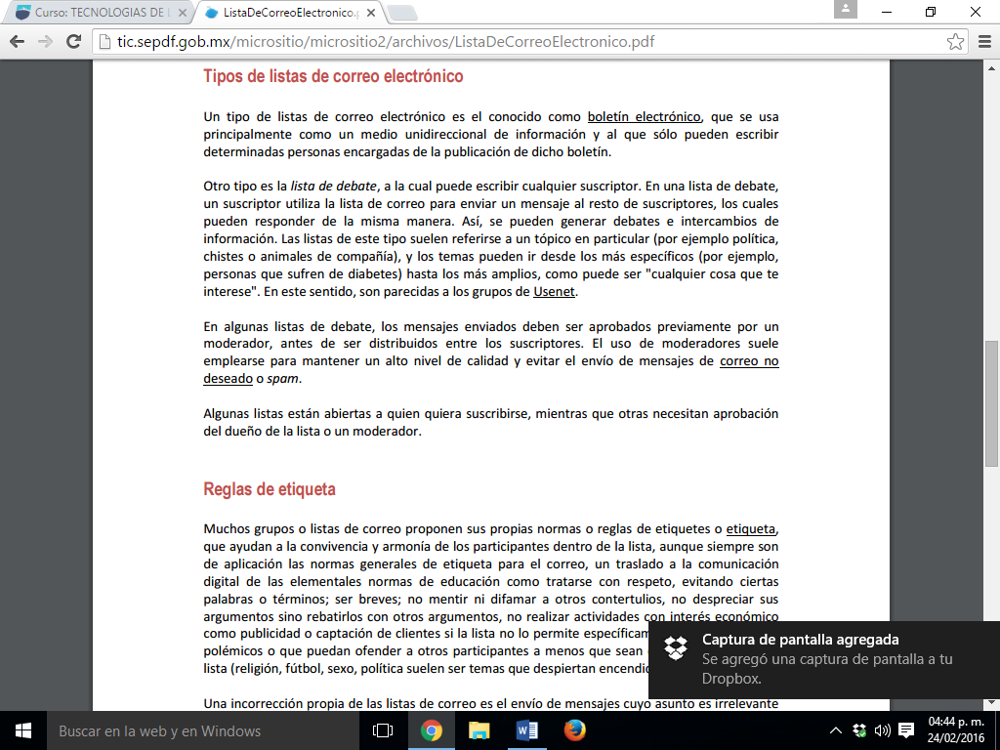 Curso: TECNOLOGIAS DE L
ListaDeCorreoElectronico.p
tic.sepdf.gob.mx/micrositio/micrositio2/archivos/ListaDeCorreoElectronico.pdf
Tipos de listas de correo electrónico
Un tipo de listas de correo electrónico es el conocido como boletín electrónico, que se usa
principalmente como un medio unidireccional de información y al que sólo pueden escribir
determinadas personas encargadas de la publicación de dicho boletín.
Otro tipo es la lista de debate, a la cual puede escribir cualquier suscriptor. En una lista de debate,
un suscriptor utiliza la lista de correo para enviar un mensaje al resto de suscriptores, los cuales
pueden responder de la misma manera. Así, se pueden generar debates e intercambios de
información. Las listas de este tipo suelen referirse a un tópico en particular (por ejemplo política,
chistes o animales de compañía), y los temas pueden ir desde los más específicos (por ejemplo,
personas que sufren de diabetes) hasta los más amplios, como puede ser "cualquier cosa que te
interese". En este sentido, son parecidas a los grupos de Usenet.
En algunas listas de debate, los mensajes enviados deben ser aprobados previamente por un
moderador, antes de ser distribuidos entre los suscriptores. El uso de moderadores suele
emplearse para mantener un alto nivel de calidad y evitar el envío de mensajes de correo no
deseado o spam.
Algunas listas están abiertas a quien quiera suscribirse, mientras que otras necesitan aprobación
del dueño de la lista o un moderador.
Reglas de etiqueta
Muchos grupos o listas de correo proponen sus propias normas o reglas de etiquetes o etiqueta,
que ayudan a la convivencia y armonía de los participantes dentro de la lista, aunque siempre son
de aplicación las normas generales de etiqueta para el correo, un traslado a la comunicación
digital de las elementales normas de educación como tratarse con respeto, evitando ciertas
palabras o términos; ser breves; no mentir ni difamar a otros contertulios, no despreciar sus
argumentos sino rebatirlos con otros argumentos, no realizar actividades con interés económico
como publicidad o captación de clientes si la lista no lo permite específicam
polémicos o que puedan ofender a otros participantes a menos que sean
lista (religión, fútbol, sexo, política suelen ser temas que despiertan encendi
Una incorrección propia de las listas de correo es el envío de mensajes cuyo asunto es irrelevante
Captura de pantalla agregada
Se agregó una captura de pantalla a tu
Dropbox.
Buscar en la web y en Windows
04:44 p. m.
24/02/2016